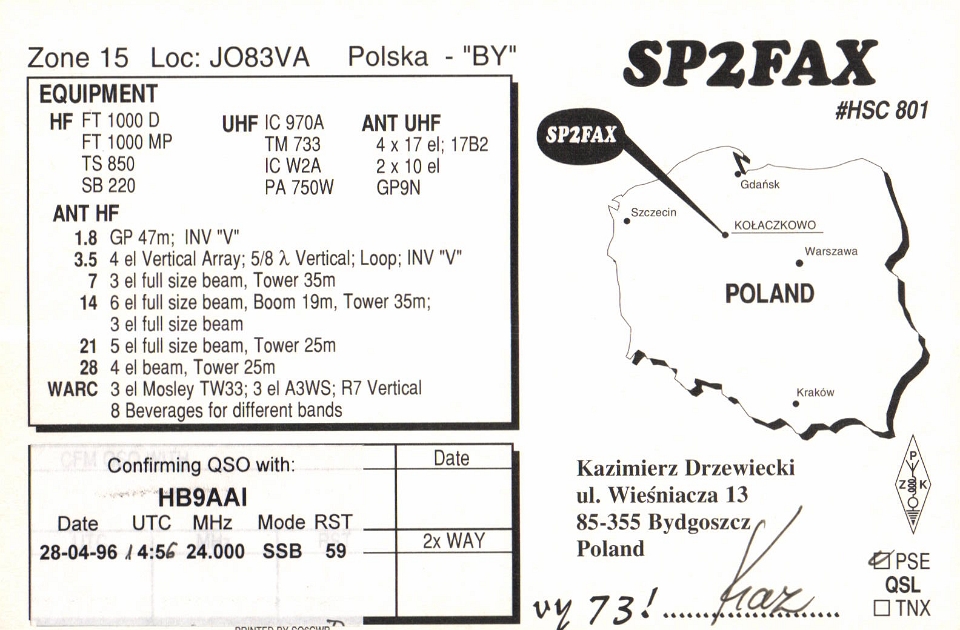 Zone 15 Loc: JO83VA Polska - "BY"
EQUIPMENT
HF FT 1000 D UHF IC 970A ANT UHF
FT 1000 MP TM 733 4 x 17 el; 17B2
TS 850 IC W2A 2 x 10 el
SB 220 PA 750W GP9N
ANT HF
1.8 GP 47m; INV "V"
3.5 4 el Vertical Array; 5/8 λ Vertical; Loop; INV "V"
7 3 el full size beam, Tower 35m
14 6 el full size beam, Boom 19m, Tower 35m;
3 el full size beam
21 5 el full size beam, Tower 25m
28 4 el beam, Tower 25m
WARC 3 el Mosley TW33; 3 el A3WS; R7 Vertical
8 Beverages for different bands
Confirming QSO with:
HB9AAI
Date UTC MHz Mode RST
28-04-96 14:56 24.000 SSB 59
Date
2x WAY
SP2FAX
#HSC 801
SP2FAX
Gdańsk
Szczecin
KOŁACZKOWO
Warszawa
POLAND
Kraków
Kazimierz Drzewiecki
ul. Wieśniacza 13
85-355 Bydgoszcz
Poland
P
Z K
PSE
QSL
TNX
vy 73! Kaz